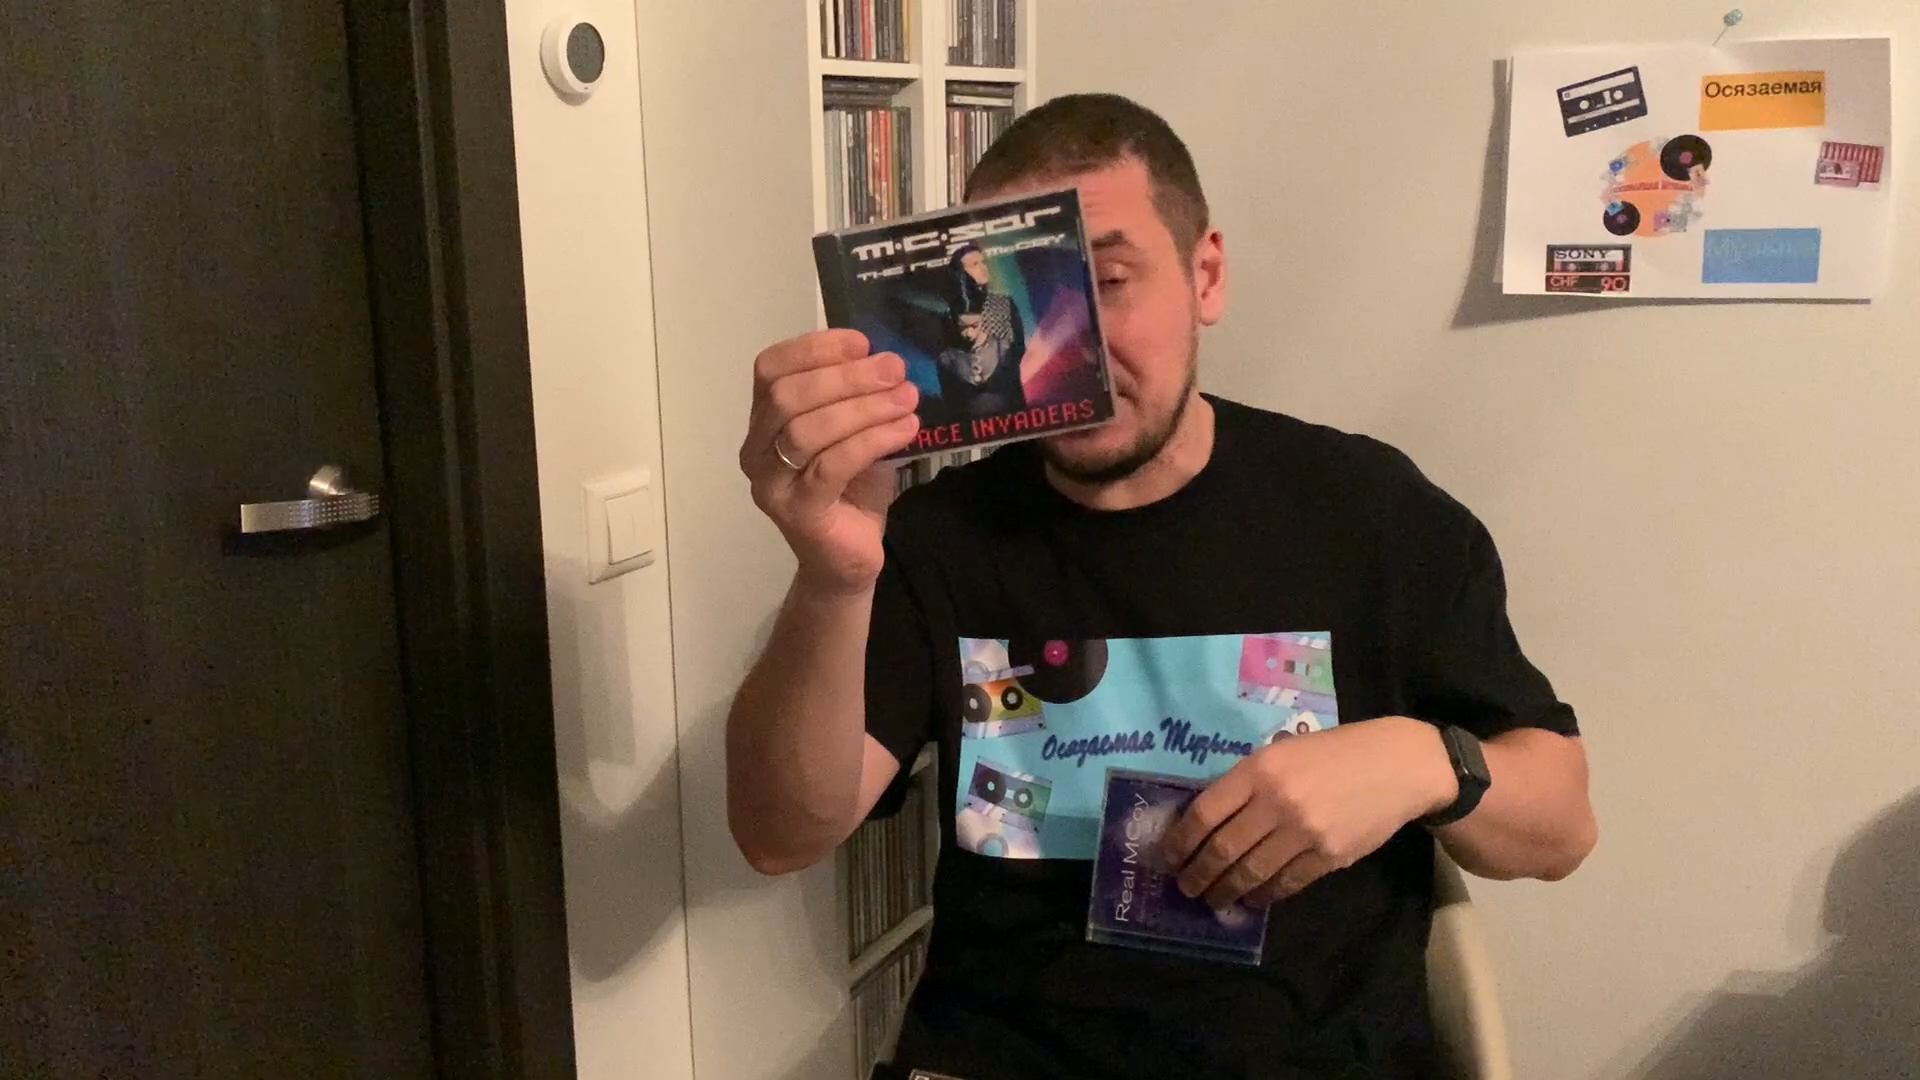 Осязаемая
Музыка
SONY
CHF 90
M.C. SAR
THE REAL McCOY
SPACE INVADERS
Осязаемая Музыка
Real McCoy